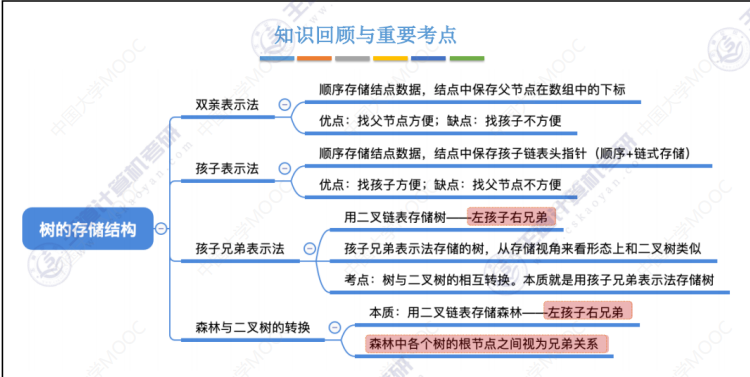 知识回顾与重要考点
树的存储结构
双亲表示法
顺序存储结点数据，结点中保存父节点在数组中的下标
优点：找父节点方便；缺点：找孩子不方便
孩子表示法
顺序存储结点数据，结点中保存孩子链表头指针（顺序+链式存储）
优点：找孩子方便；缺点：找父节点不方便
孩子兄弟表示法
用二叉链表存储树——左孩子右兄弟
孩子兄弟表示法存储的树，从存储视角来看形态上和二叉树类似
考点：树与二叉树的相互转换。本质就是用孩子兄弟表示法存储树
森林与二叉树的转换
本质：用二叉链表存储森林——左孩子右兄弟
森林中各个树的根节点之间视为兄弟关系
中国大学MOOC
王道计算机考研